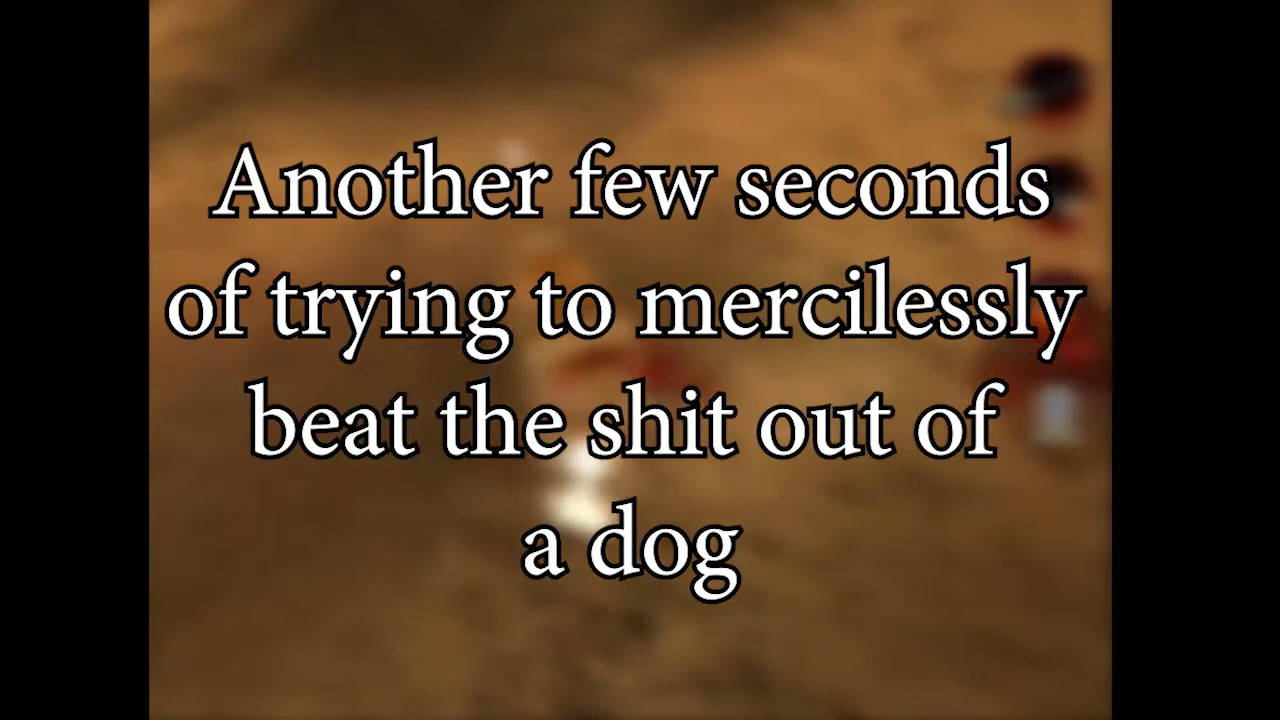 Another few seconds
of trying to mercilessly
beat the shit out of
a dog